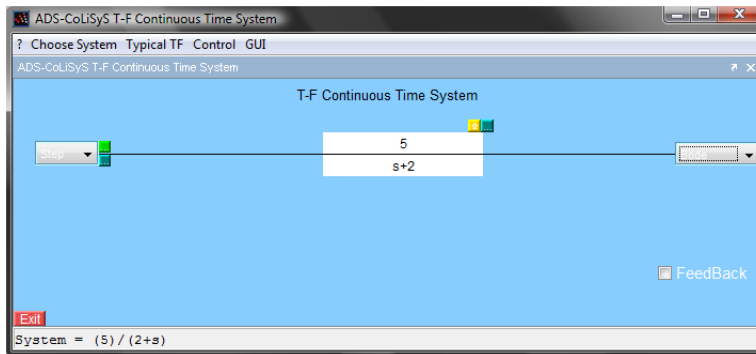 ADS-CoLiSyS T-F Continuous Time System
? Choose System Typical TF Control GUI
ADS-CoLiSyS T-F Continuous Time System
T-F Continuous Time System
Step
5
s+2
Bode
FeedBack
Exit
System = (5)/(2+s)